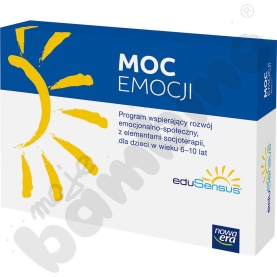 MOC
EMOCJI
Program wspierający rozwój
emocjonalno-społeczny,
z elementami socjoterapii,
dla dzieci w wieku 6–10 lat
eduSensus
nowa
era
moje
bambino